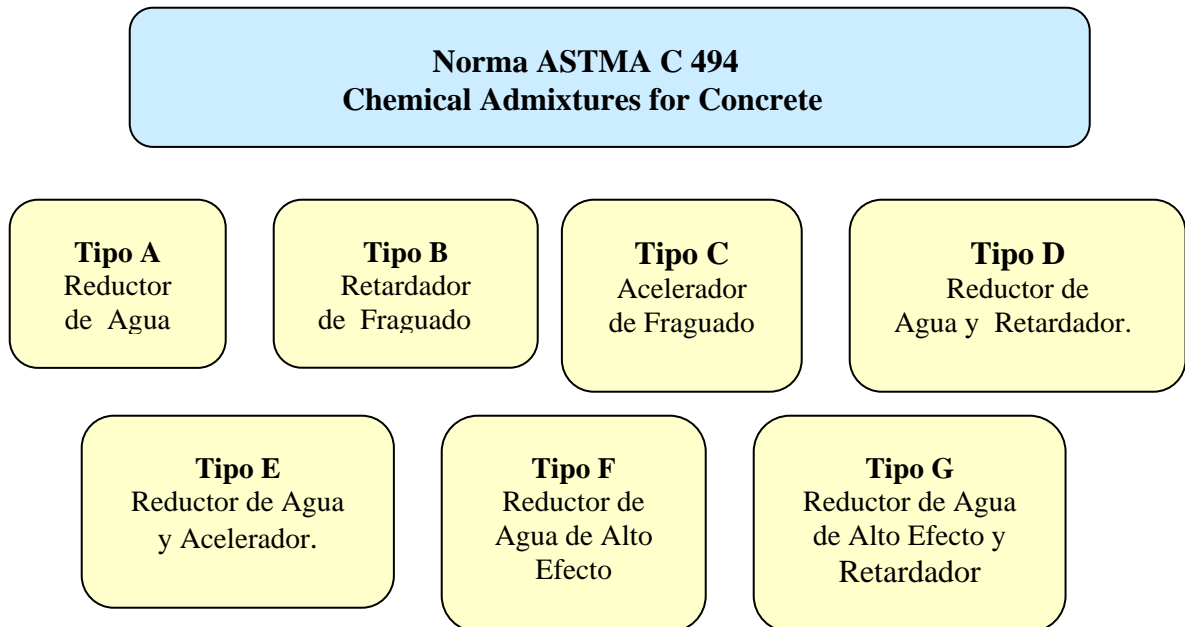 Norma ASTMA C 494
Chemical Admixtures for Concrete
Tipo A
Reductor
de Agua
Tipo B
Retardador
de Fraguado
Tipo C
Acelerador
de Fraguado
Tipo D
Reductor de
Agua y Retardador.
Tipo E
Reductor de Agua
y Acelerador.
Tipo F
Reductor de
Agua de Alto
Efecto
Tipo G
Reductor de Agua
de Alto Efecto y
Retardador